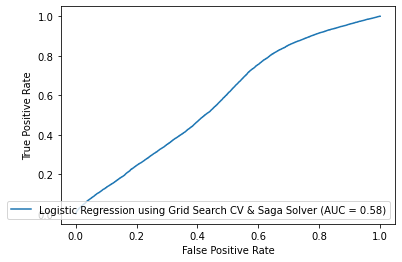 1.0
0.8
0.6
0.4
0.2
0.0
True Positive Rate
Logistic Regression using Grid Search CV & Saga Solver (AUC = 0.58)
0.0 0.2 0.4 0.6 0.8 1.0
False Positive Rate